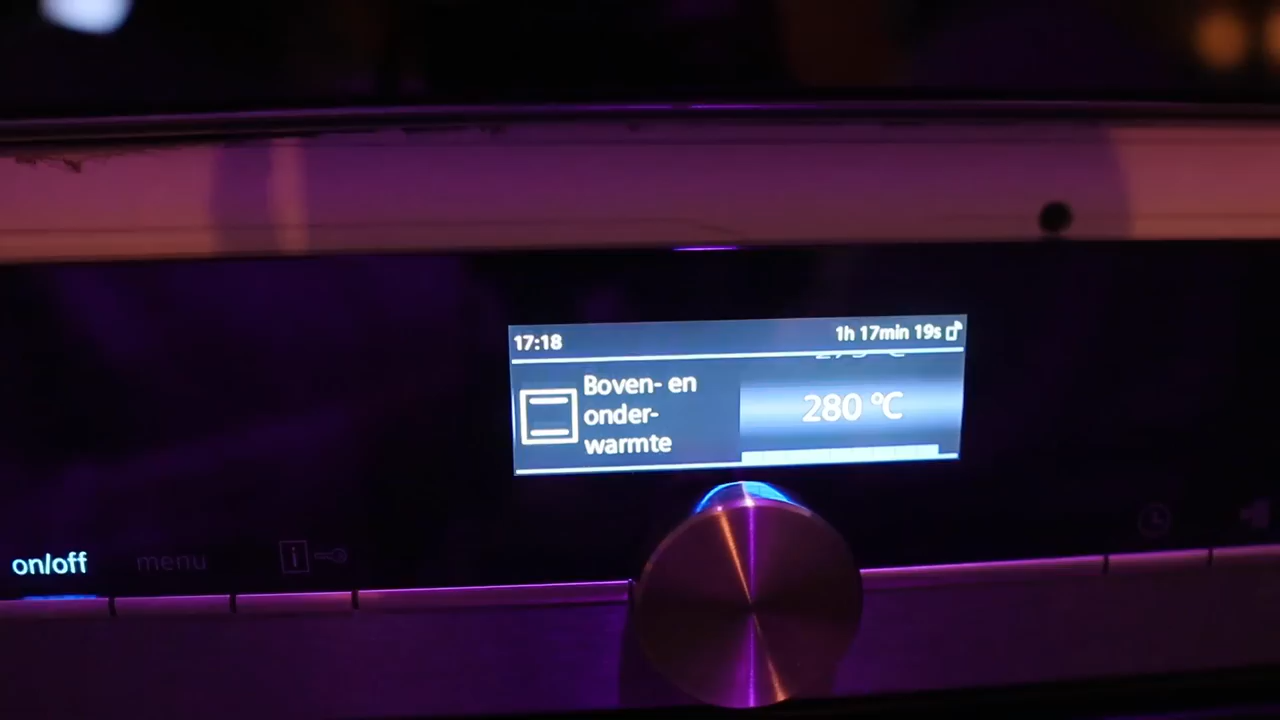 17:18
1h 17min 19s
Boven- en
onder-
warmte
280 °C
on/off
menu
i